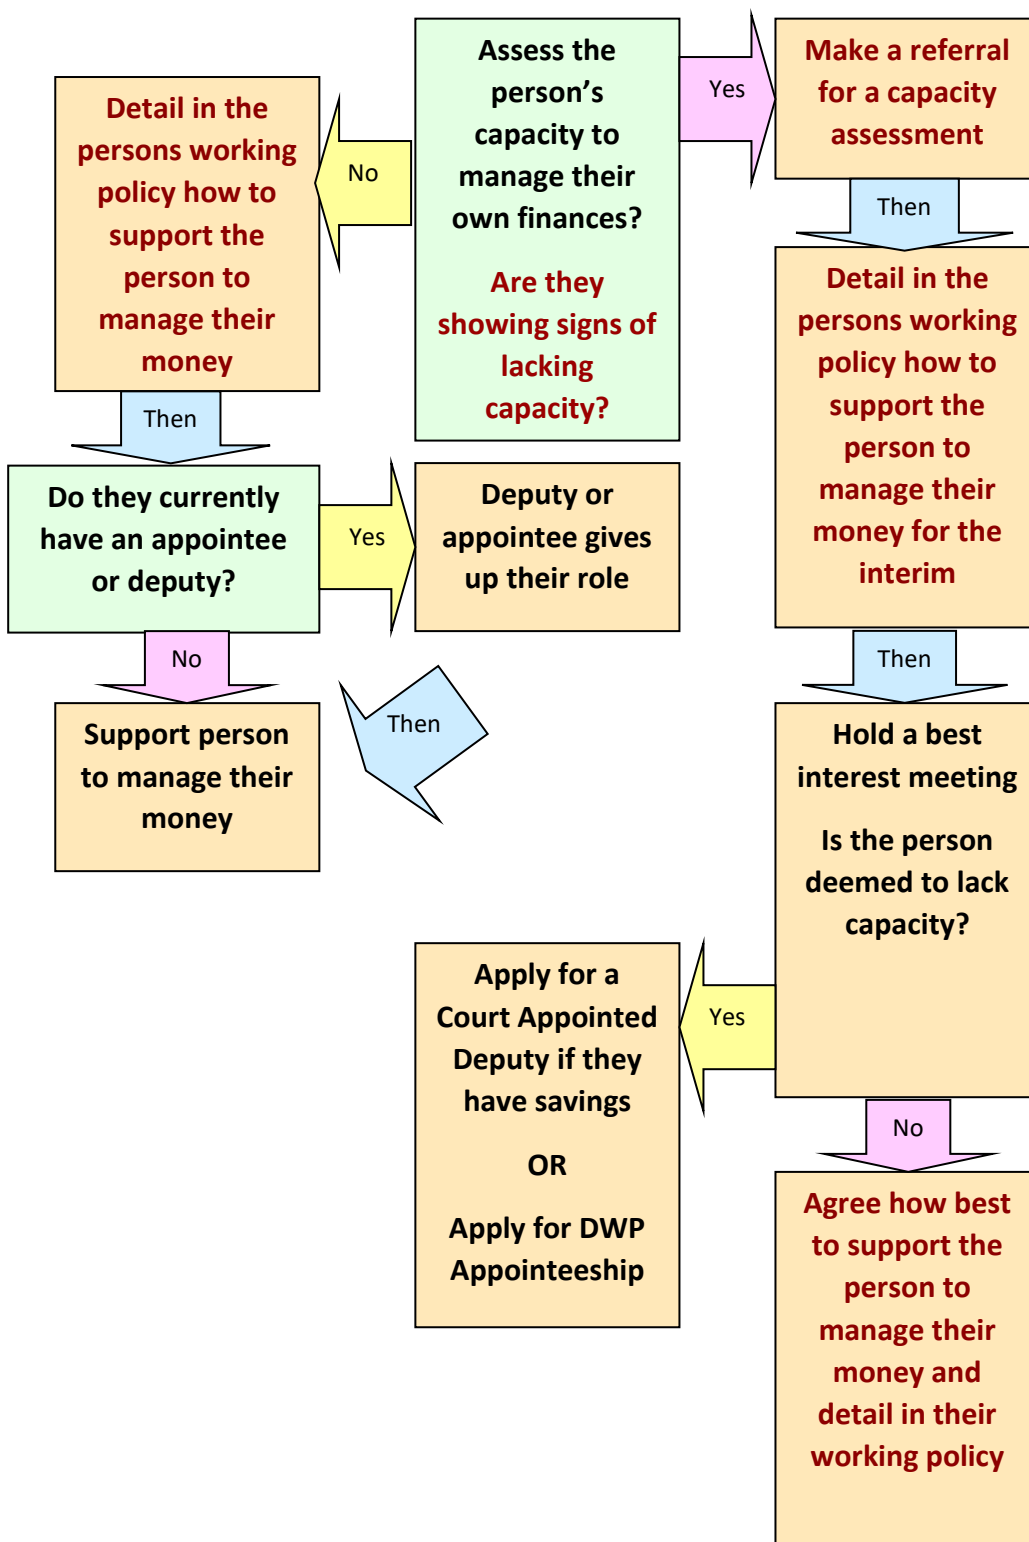 Assess the
person’s
capacity to
manage their
own finances?
Are they
showing signs of
lacking
capacity?
Yes
Make a referral
for a capacity
assessment
Then
Detail in the
persons working
policy how to
support the
person to
manage their
money for the
interim
Then
Hold a best
interest meeting
Is the person
deemed to lack
capacity?
Yes
Apply for a
Court Appointed
Deputy if they
have savings
OR
Apply for DWP
Appointeeship
No
Agree how best
to support the
person to
manage their
money and
detail in their
working policy
No
Detail in the
persons working
policy how to
support the
person to
manage their
money
Then
Do they currently
have an appointee
or deputy?
Yes
Deputy or
appointee gives
up their role
Then
No
Support person
to manage their
money